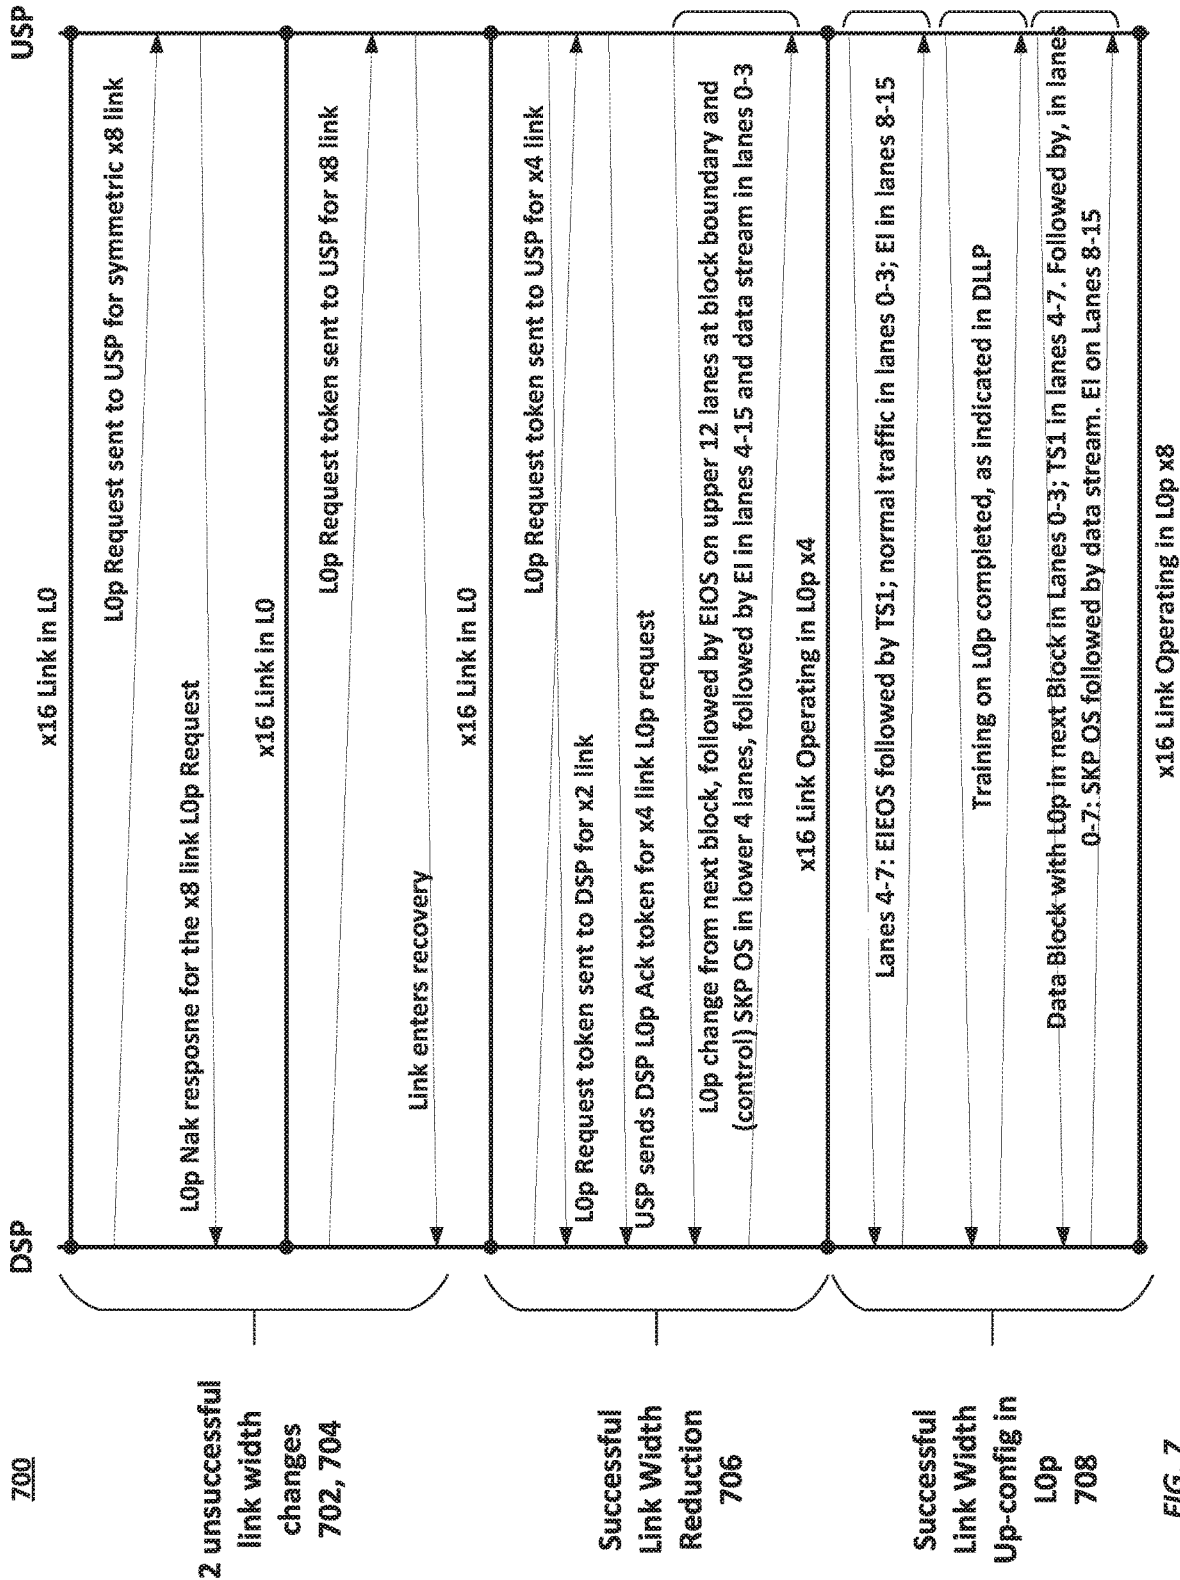 700
DSP
USP
x16 Link in L0
L0p Request sent to USP for symmetric x8 link
L0p Nak resposne for the x8 link L0p Request
x16 Link in L0
L0p Request token sent to USP for x8 link
Link enters recovery
2 unsuccessful
link width
changes
702, 704
x16 Link in L0
L0p Request token sent to USP for x4 link
L0p Request token sent to DSP for x2 link
USP sends DSP L0p Ack token for x4 link L0p request
L0p change from next block, followed by EIOS on upper 12 lanes at block boundary and
(control) SKP OS in lower 4 lanes, followed by EI in lanes 4-15 and data stream in lanes 0-3
Successful
Link Width
Reduction
706
x16 Link Operating in L0p x4
Lanes 4-7: EIEOS followed by TS1; normal traffic in lanes 0-3; EI in lanes 8-15
Training on L0p completed, as indicated in DLLP
Data Block with L0p in next Block in Lanes 0-3; TS1 in lanes 4-7. Followed by, in lanes
0-7: SKP OS followed by data stream. EI on Lanes 8-15
Successful
Link Width
Up-config in
L0p
708
x16 Link Operating in L0p x8
FIG. 7